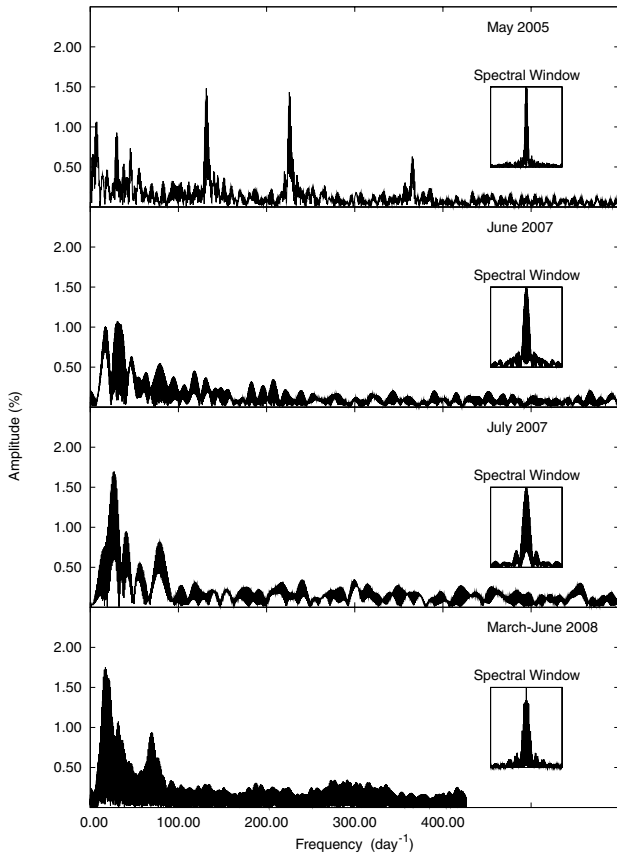 May 2005
Spectral Window
2.00
1.50
1.00
0.50
June 2007
Spectral Window
2.00
1.50
1.00
0.50
July 2007
Spectral Window
2.00
1.50
1.00
0.50
March-June 2008
Spectral Window
2.00
1.50
1.00
0.50
0.00 100.00 200.00 300.00 400.00
Amplitude (%)
Frequency (day⁻¹)